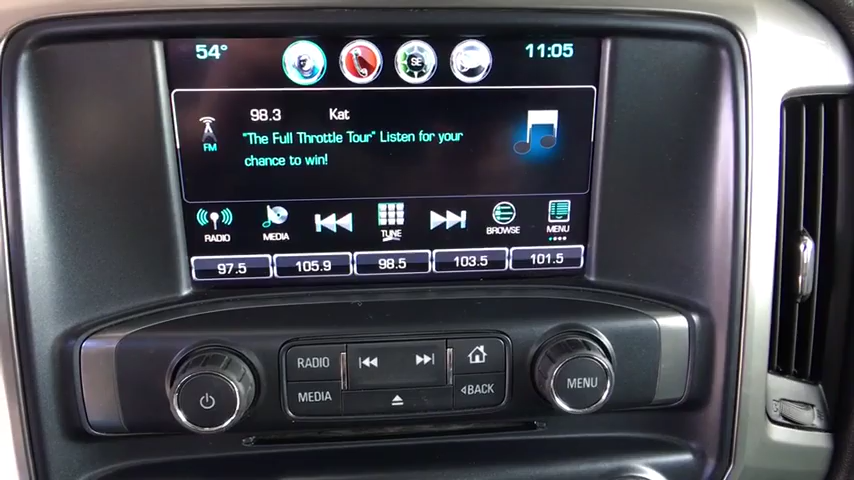 54°
SE
11:05
98.3 Kat
FM
"The Full Throttle Tour" Listen for your
chance to win!
RADIO MEDIA TUNE BROWSE MENU
97.5 105.9 98.5 103.5 101.5
RADIO
MEDIA
BACK
MENU